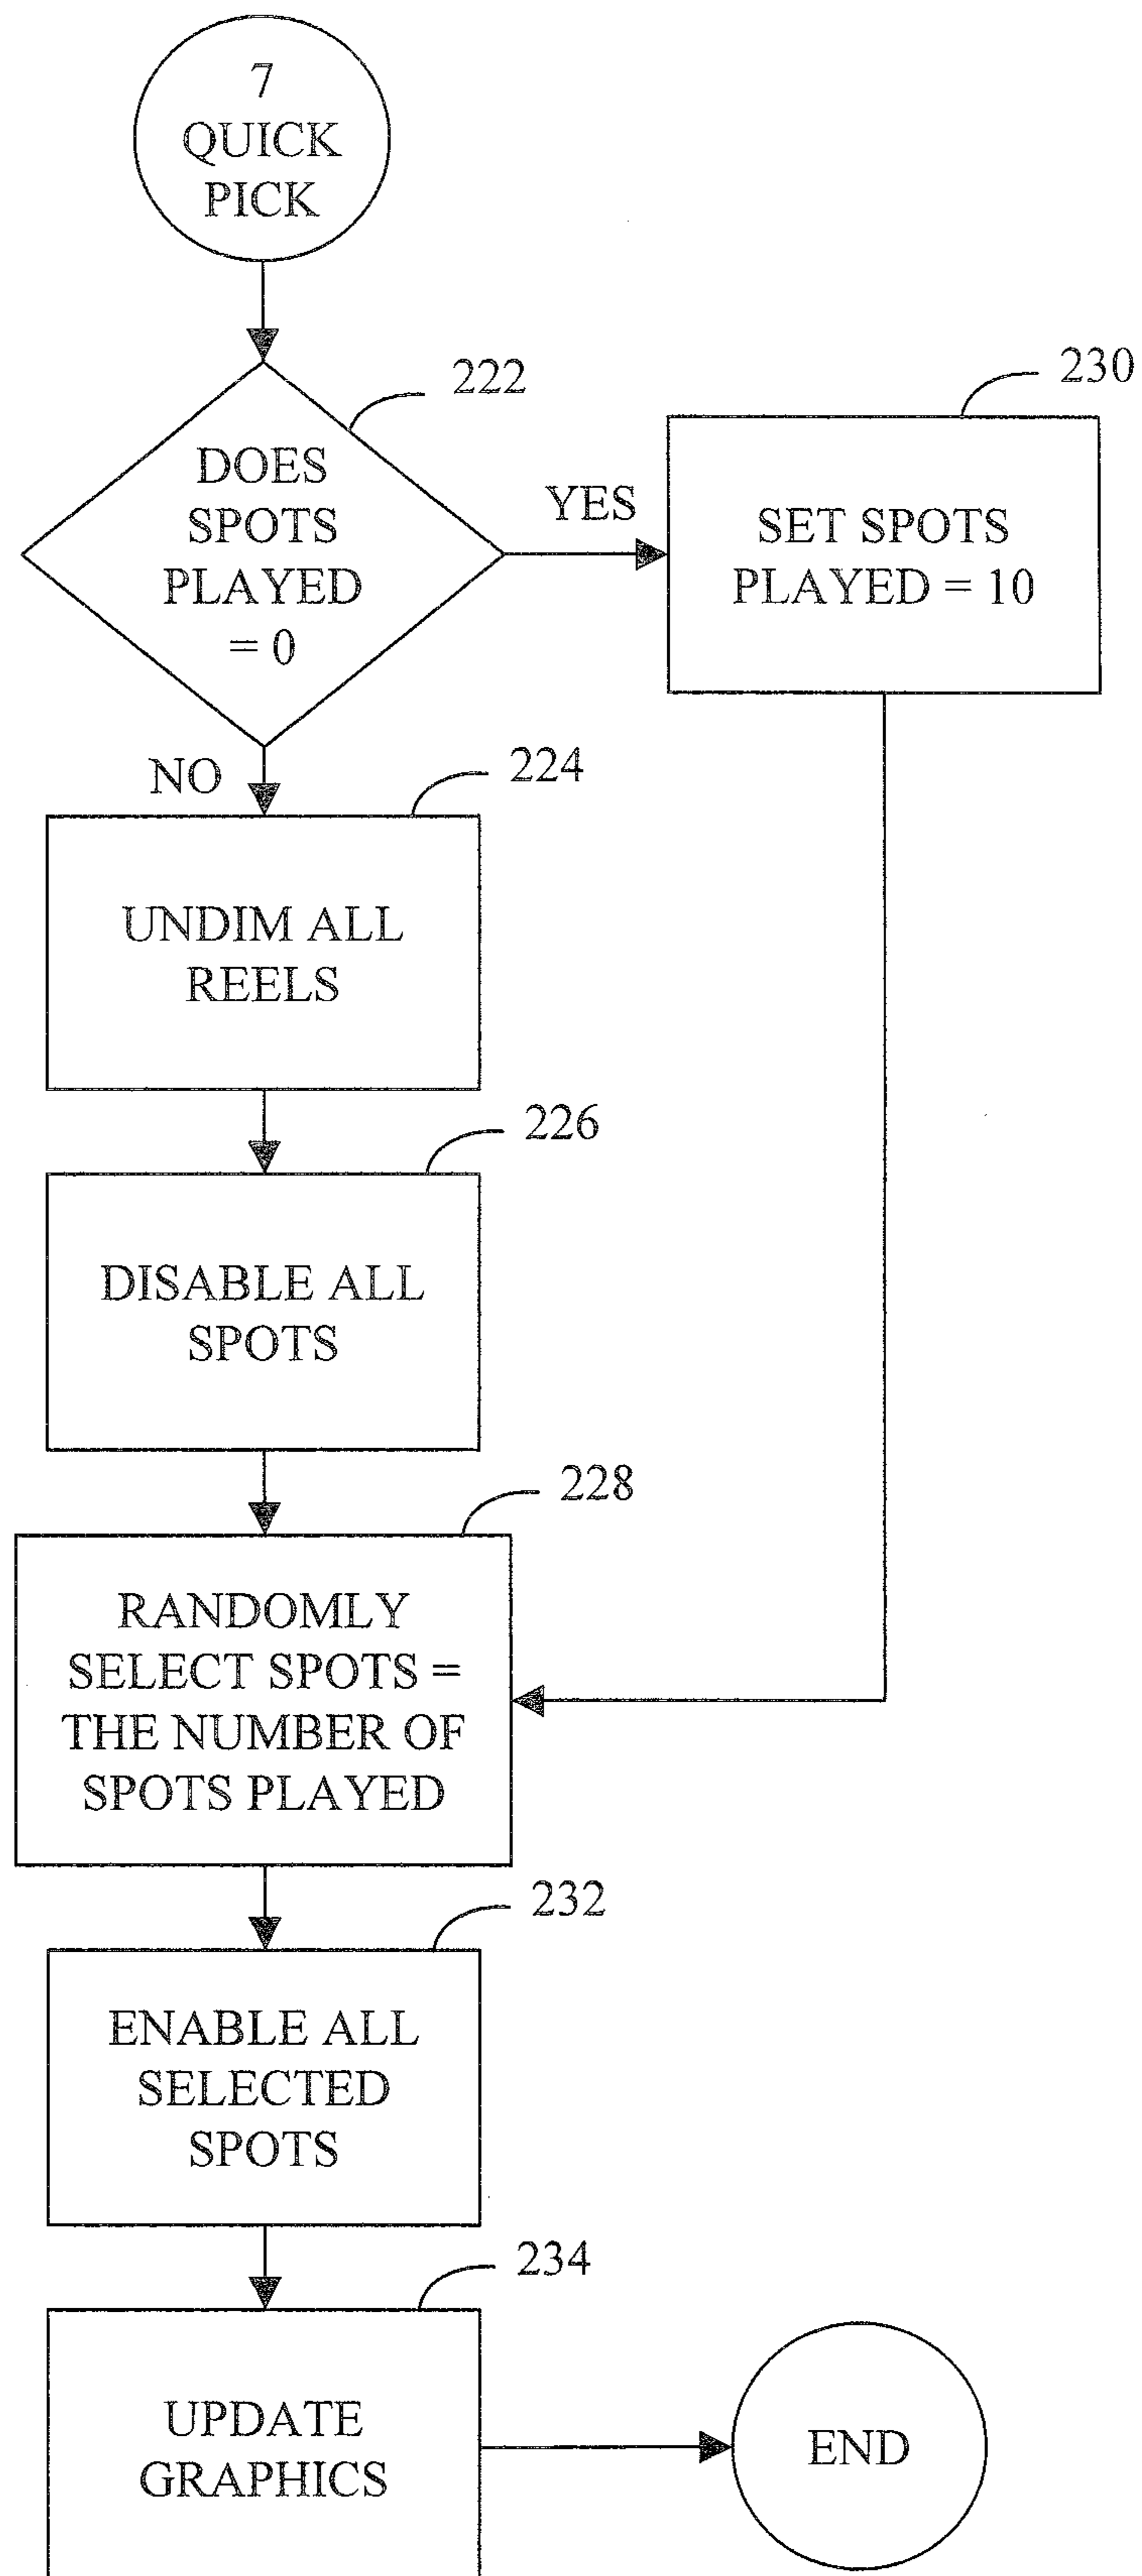 7
QUICK
PICK
222
230
DOES
SPOTS
PLAYED
= 0
YES
SET SPOTS
PLAYED = 10
NO
224
UNDIM ALL
REELS
226
DISABLE ALL
SPOTS
228
RANDOMLY
SELECT SPOTS =
THE NUMBER OF
SPOTS PLAYED
232
ENABLE ALL
SELECTED
SPOTS
234
UPDATE
GRAPHICS
END